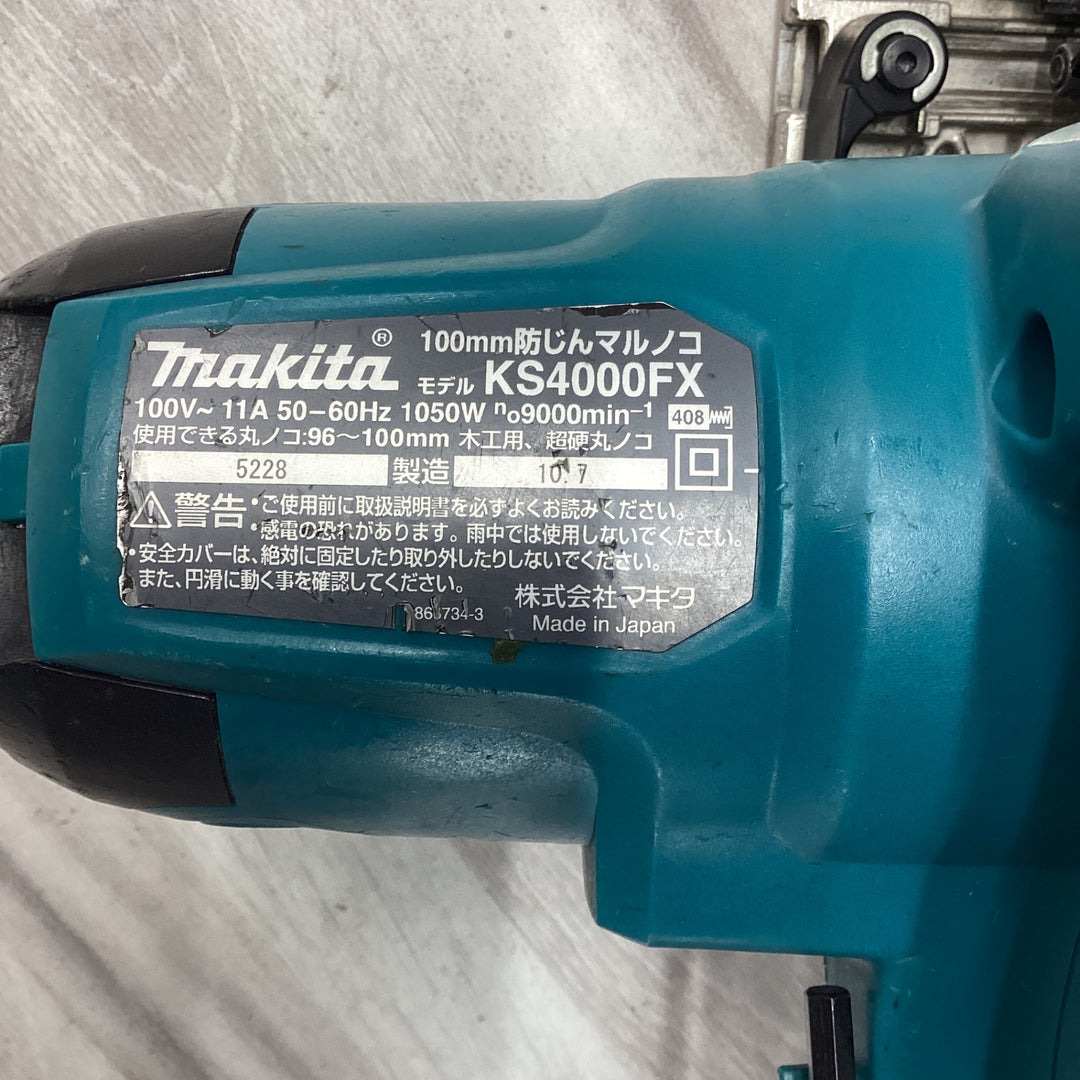 makita® 100mm防じんマルノコ
モデル KS4000FX
100V~ 11A 50-60Hz 1050W n₀9000min⁻¹ 408
使用できる丸ノコ:96~100mm 木工用、超硬丸ノコ
5228 製造 10.7
警告 •ご使用前に取扱説明書を必ずよくお読みください。
•感電の恐れがあります。雨中では使用しないでください。
•安全カバーは、絶対に固定したり取り外したりしないでください。
また、円滑に動く事を確認してください。
株式会社マキタ
Made in Japan